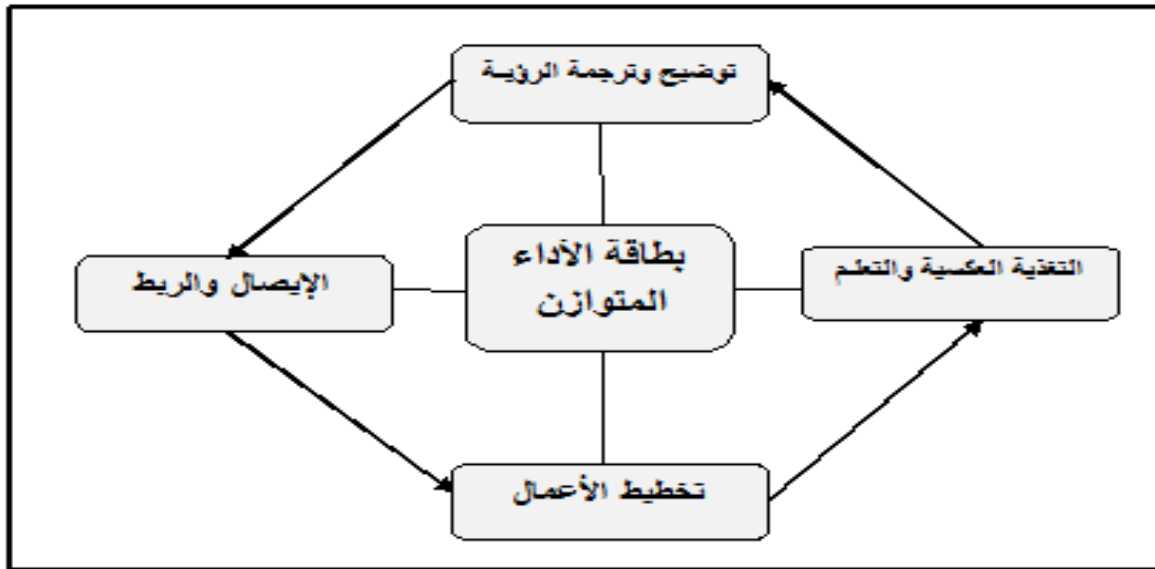 توضيح وترجمة الرؤية
الإيصال والربط
بطاقة الأداء
المتوازن
التغذية العكسية والتعلم
تخطيط الأعمال